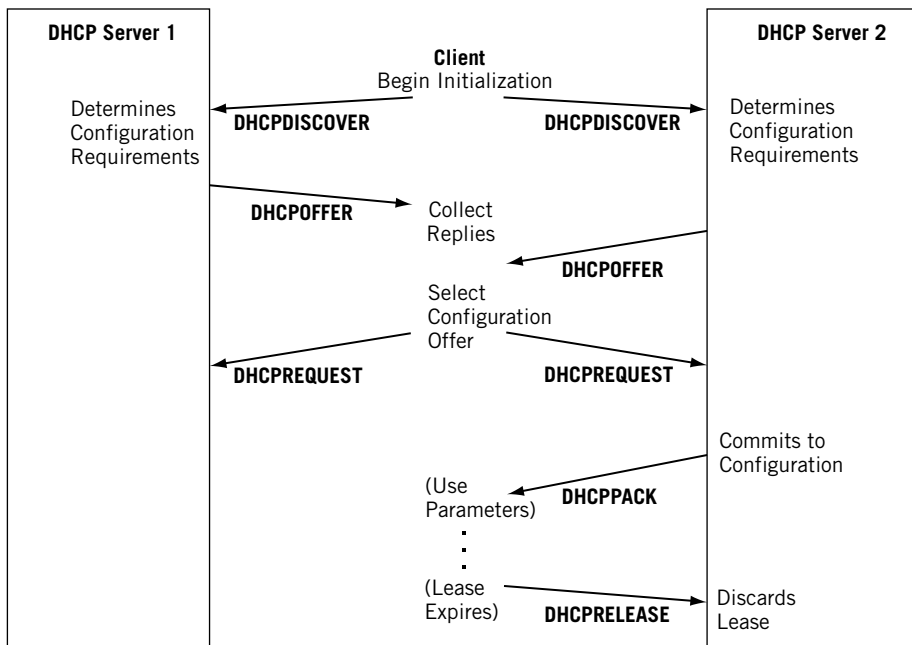 DHCP Server 1
Client
Begin Initialization
DHCP Server 2
Determines
Configuration
Requirements
DHCPDISCOVER
DHCPDISCOVER
Determines
Configuration
Requirements
DHCPOFFER
Collect
Replies
DHCPOFFER
Select
Configuration
Offer
DHCPREQUEST
DHCPREQUEST
Commits to
Configuration
(Use
Parameters)
DHCPPACK
(Lease
Expires)
DHCPRELEASE
Discards
Lease